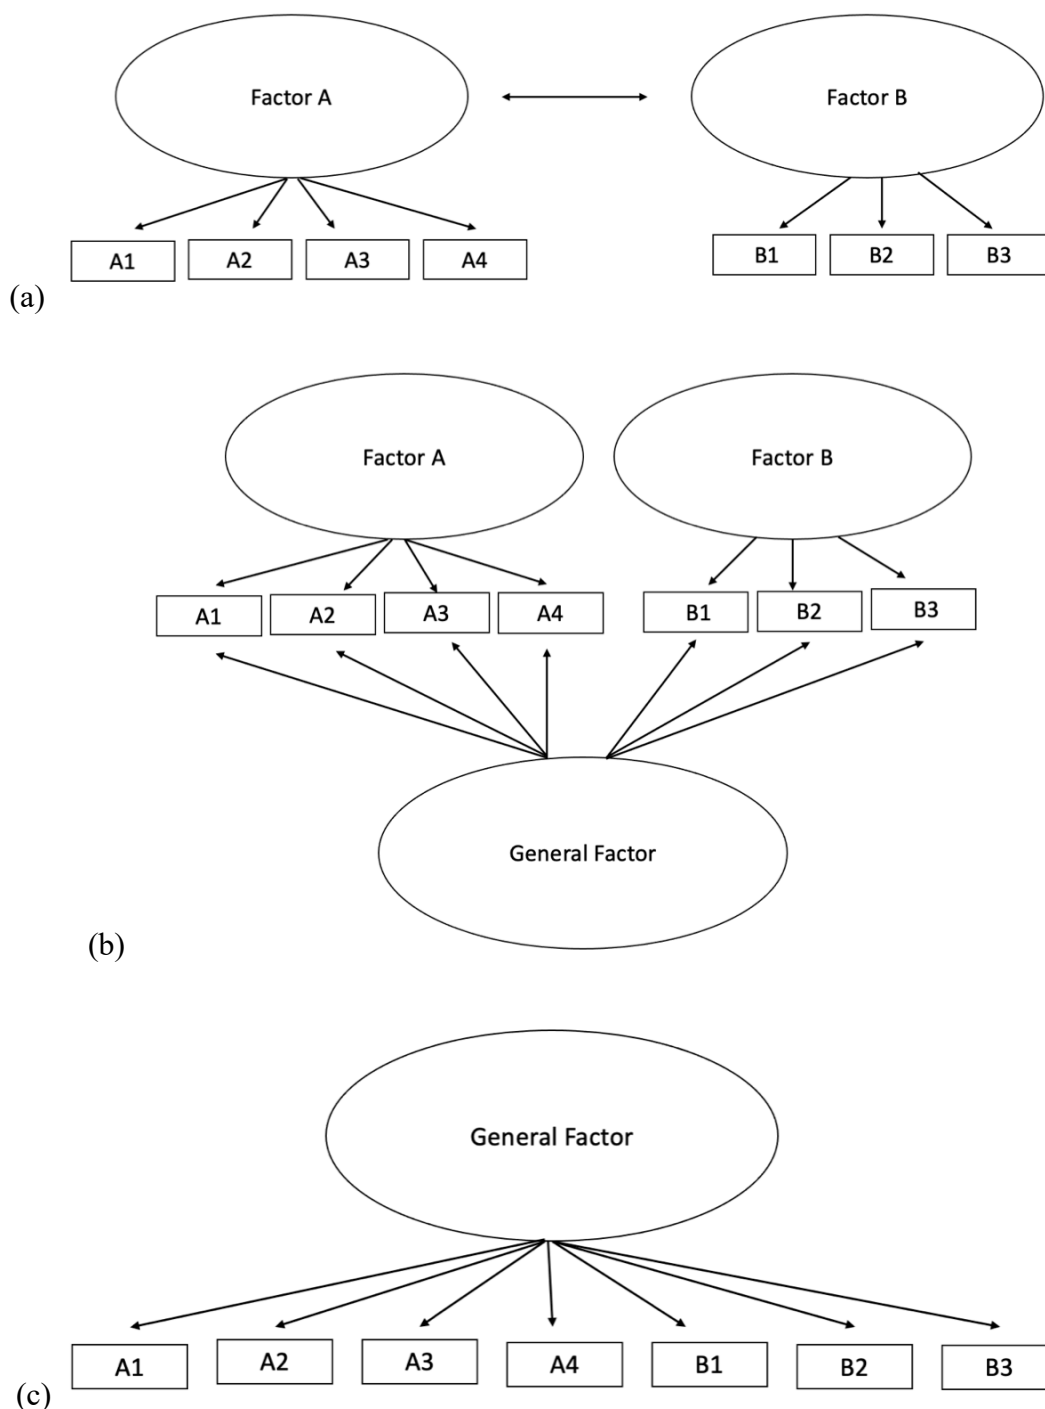 Factor A
Factor B
A1 A2 A3 A4 B1 B2 B3
(a)
Factor A Factor B
A1 A2 A3 A4 B1 B2 B3
General Factor
(b)
General Factor
A1 A2 A3 A4 B1 B2 B3
(c)